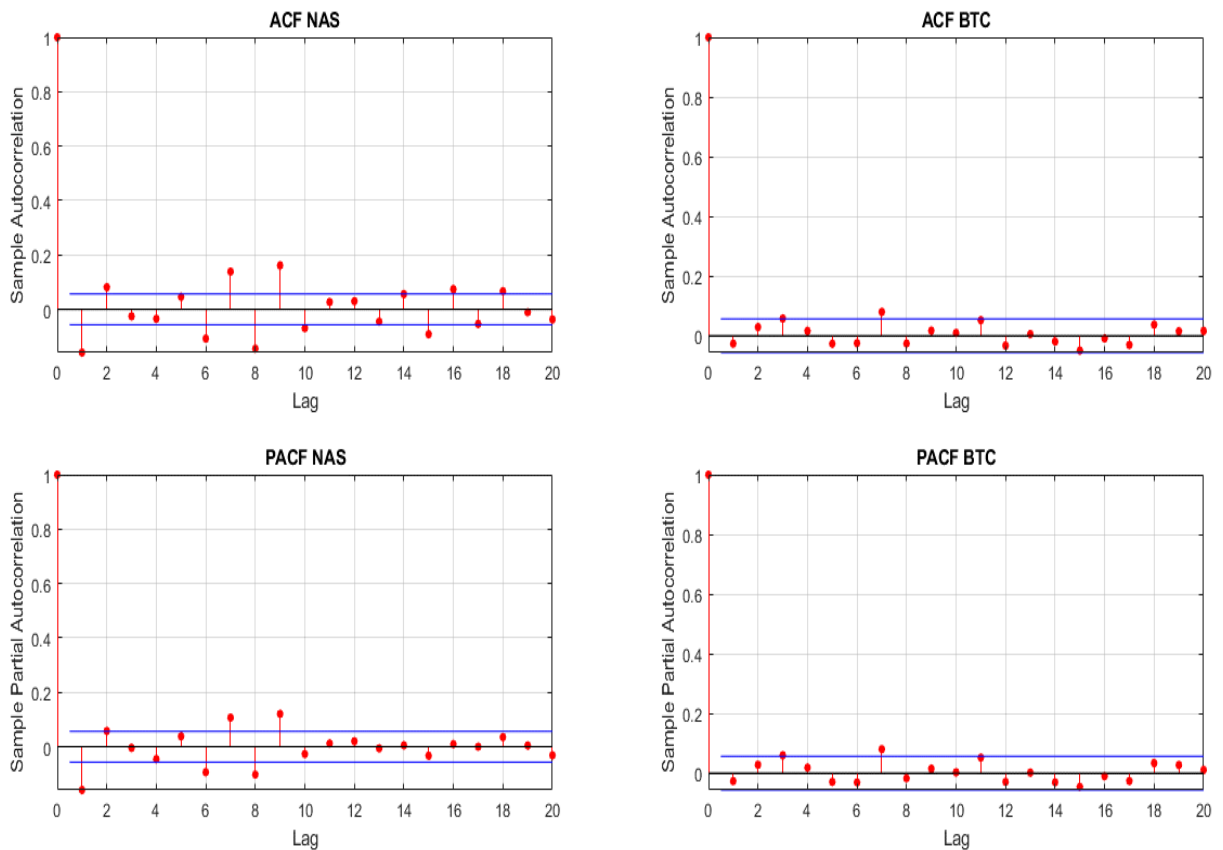 ACF NAS
Sample Autocorrelation
1
0.8
0.6
0.4
0.2
0
0 2 4 6 8 10 12 14 16 18 20
Lag
ACF BTC
Sample Autocorrelation
1
0.8
0.6
0.4
0.2
0
0 2 4 6 8 10 12 14 16 18 20
Lag
PACF NAS
Sample Partial Autocorrelation
1
0.8
0.6
0.4
0.2
0
0 2 4 6 8 10 12 14 16 18 20
Lag
PACF BTC
Sample Partial Autocorrelation
1
0.8
0.6
0.4
0.2
0
0 2 4 6 8 10 12 14 16 18 20
Lag